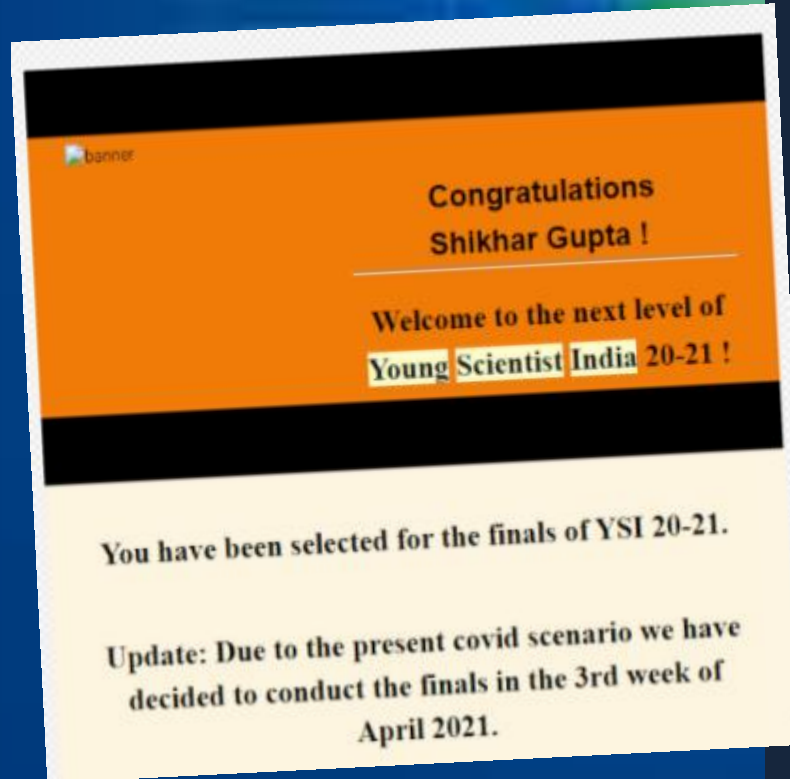 banner
Congratulations
Shikhar Gupta !
Welcome to the next level of
Young Scientist India 20-21 !
You have been selected for the finals of YSI 20-21.
Update: Due to the present covid scenario we have
decided to conduct the finals in the 3rd week of
April 2021.